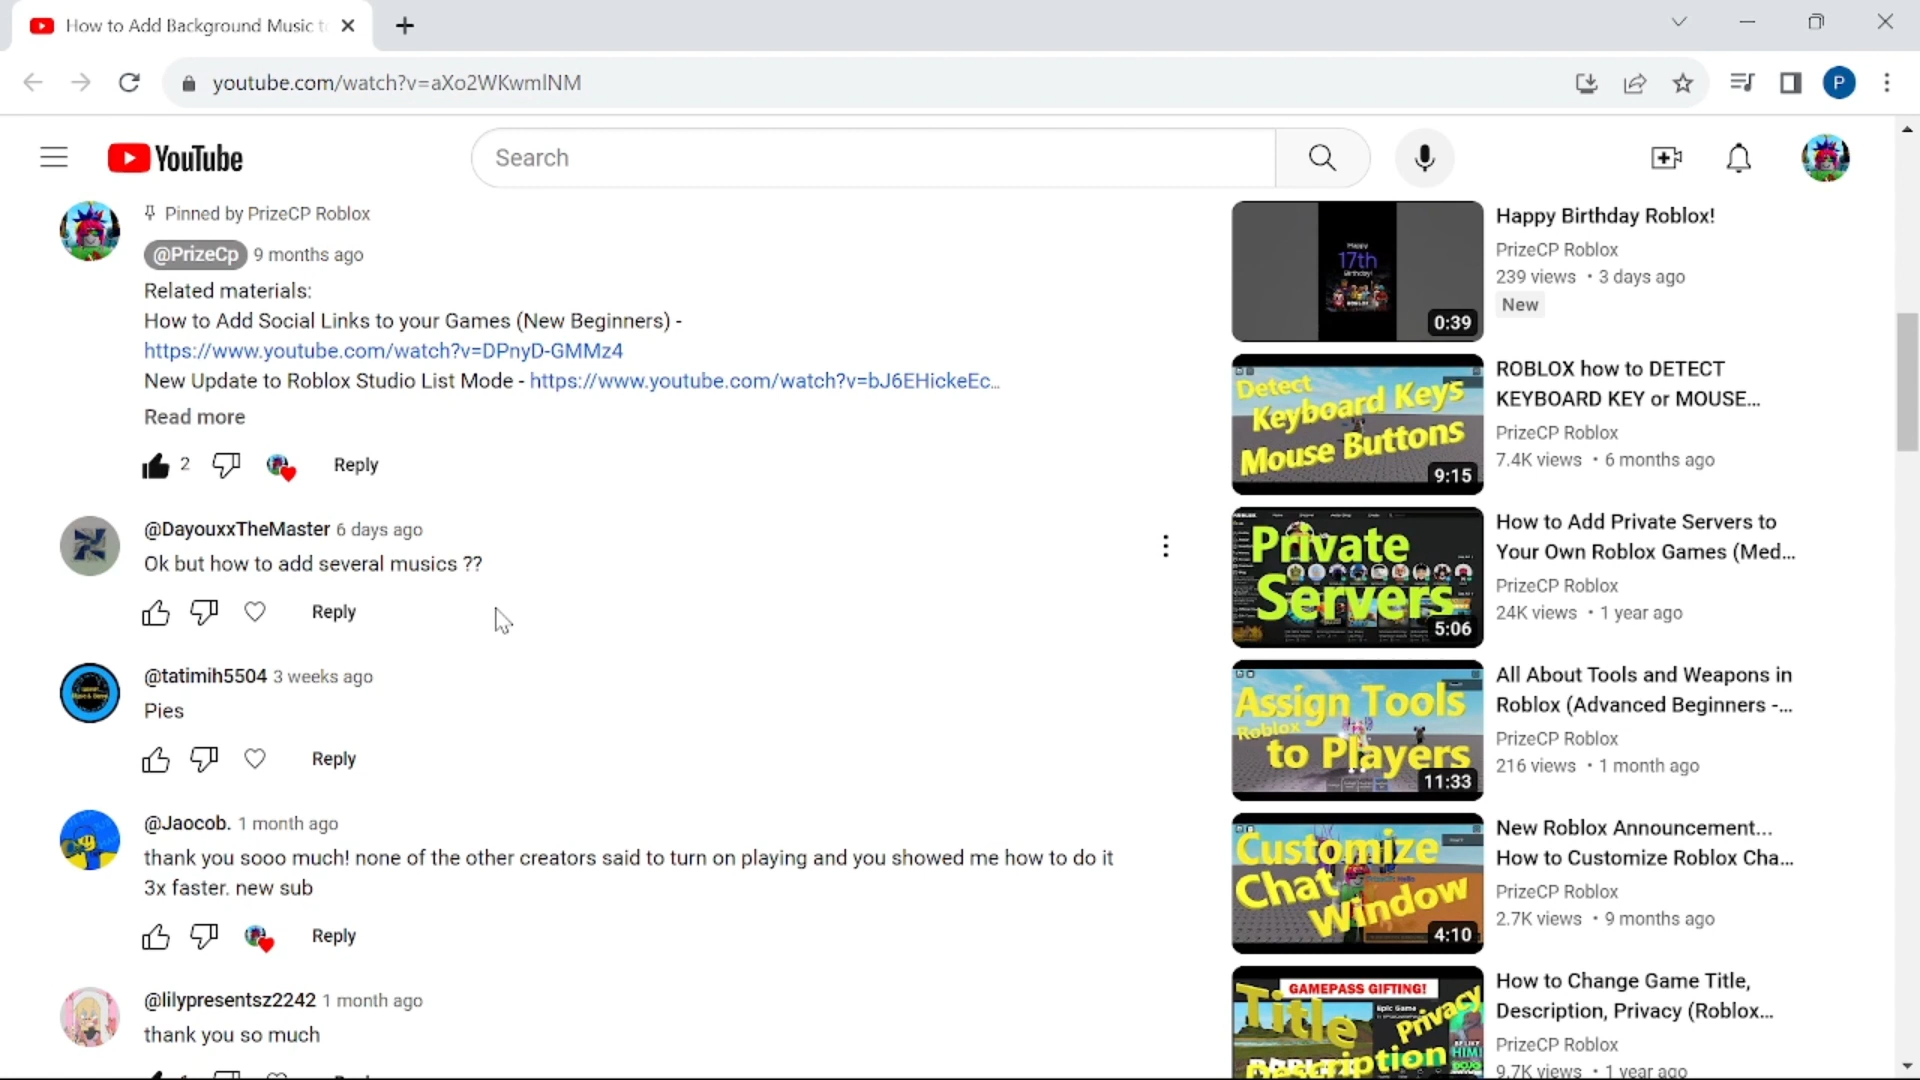 How to Add Background Music t
youtube.com/watch?v=aXo2WKwmlNM
P
YouTube
Search
Pinned by PrizeCP Roblox
@PrizeCp 9 months ago
Related materials:
How to Add Social Links to your Games (New Beginners) -
https://www.youtube.com/watch?v=DPnyD-GMMz4
New Update to Roblox Studio List Mode - https://www.youtube.com/watch?v=bJ6EHickeEc...
Read more
2 Reply
@DayouxxTheMaster 6 days ago
Ok but how to add several musics ??
Reply
@tatimih5504 3 weeks ago
Pies
Reply
@Jaocob. 1 month ago
thank you sooo much! none of the other creators said to turn on playing and you showed me how to do it
3x faster. new sub
Reply
@lilypresentsz2242 1 month ago
thank you so much
Happy
17th
Birthday!
0:39
Happy Birthday Roblox!
PrizeCP Roblox
239 views • 3 days ago
New
Detect
Keyboard Keys
Mouse Buttons
9:15
ROBLOX how to DETECT
KEYBOARD KEY or MOUSE...
PrizeCP Roblox
7.4K views • 6 months ago
Private
Servers
5:06
How to Add Private Servers to
Your Own Roblox Games (Med...
PrizeCP Roblox
24K views • 1 year ago
Assign Tools
Roblox
to Players
11:33
All About Tools and Weapons in
Roblox (Advanced Beginners -...
PrizeCP Roblox
216 views • 1 month ago
Customize
Chat
Window
4:10
New Roblox Announcement...
How to Customize Roblox Cha...
PrizeCP Roblox
2.7K views • 9 months ago
GAMEPASS GIFTING!
Title
Epic Game
Privacy
HIM!
Description
How to Change Game Title,
Description, Privacy (Roblox...
PrizeCP Roblox
9.7K views • 1 year ago